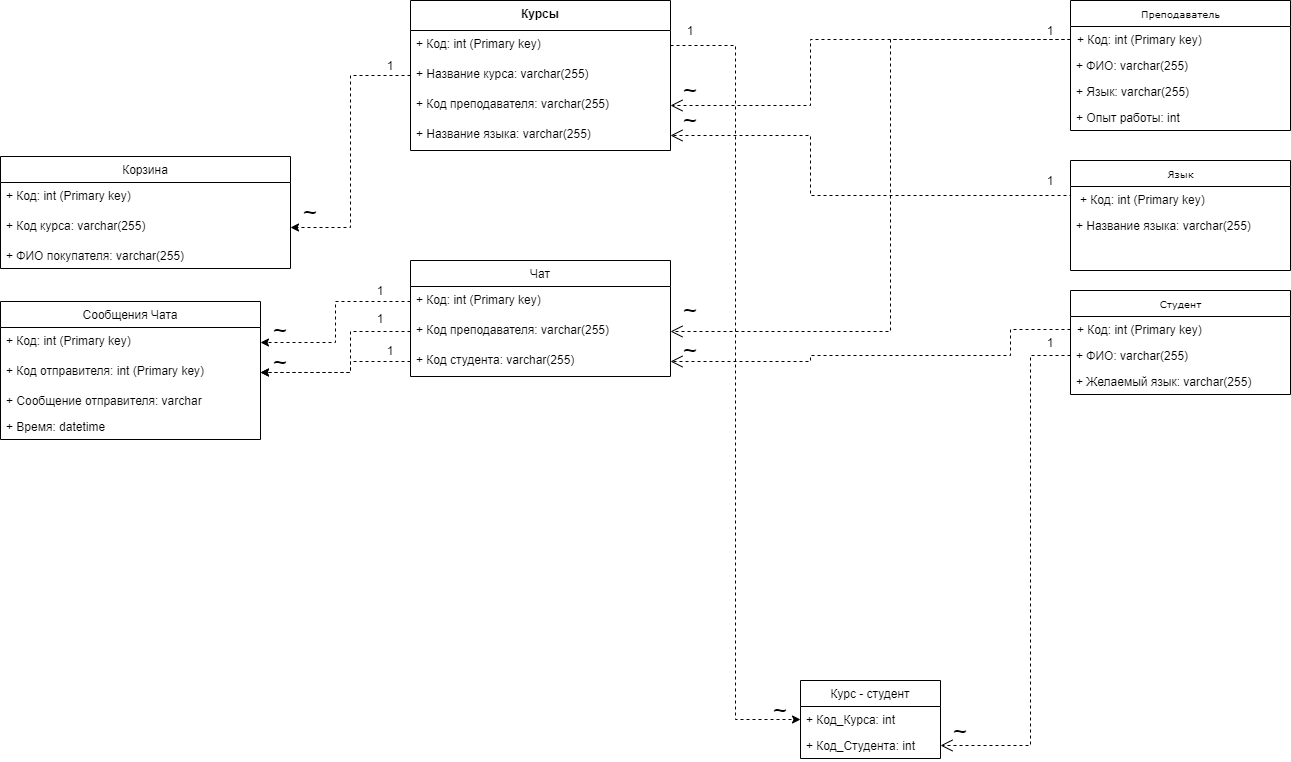 Курсы
+ Код: int (Primary key)
+ Название курса: varchar(255)
+ Код преподавателя: varchar(255)
+ Название языка: varchar(255)
Преподаватель
+ Код: int (Primary key)
+ ФИО: varchar(255)
+ Язык: varchar(255)
+ Опыт работы: int
Корзина
+ Код: int (Primary key)
+ Код курса: varchar(255)
+ ФИО покупателя: varchar(255)
Язык
+ Код: int (Primary key)
+ Название языка: varchar(255)
Чат
+ Код: int (Primary key)
+ Код преподавателя: varchar(255)
+ Код студента: varchar(255)
Сообщения Чата
+ Код: int (Primary key)
+ Код отправителя: int (Primary key)
+ Сообщение отправителя: varchar
+ Время: datetime
Студент
+ Код: int (Primary key)
+ ФИО: varchar(255)
+ Желаемый язык: varchar(255)
Курс - студент
+ Код_Курса: int
+ Код_Студента: int
1
1
1
1
1
1
1
1
~
~
~
~
~
~
~
~
~